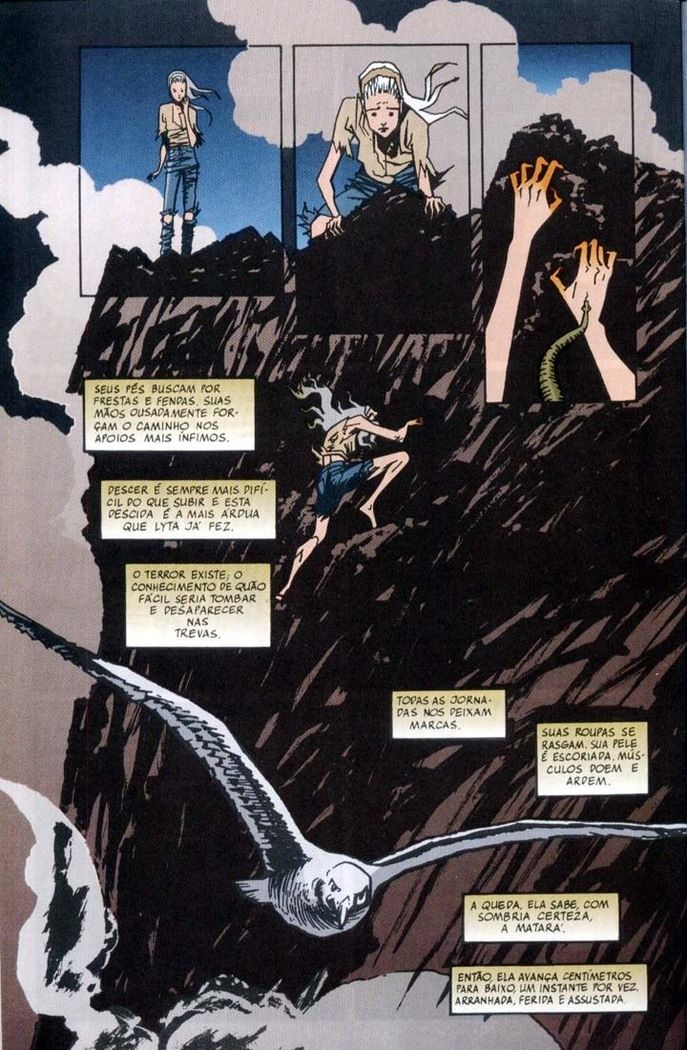 SEUS PÉS BUSCAM POR
FRESTAS E FENDAS. SUAS
MÃOS OUSADAMENTE FOR-
ÇAM O CAMINHO NOS
APOIOS MAIS ÍNFIMOS.
DESCER É SEMPRE MAIS DIFÍ-
CIL DO QUE SUBIR E ESTA
DESCIDA É A MAIS ÁRDUA
QUE LYTA JÁ FEZ.
O TERROR EXISTE; O
CONHECIMENTO DE QUÃO
FÁCIL SERIA TOMBAR
E DESAPARECER
NAS
TREVAS.
TODAS AS JORNA-
DAS NOS DEIXAM
MARCAS.
SUAS ROUPAS SE
RASGAM, SUA PELE
É ESCORIADA, MÚS-
CULOS DOEM E
ARDEM.
A QUEDA, ELA SABE, COM
SOMBRIA CERTEZA,
A MATARÁ.
ENTÃO, ELA AVANÇA CENTÍMETROS
PARA BAIXO, UM INSTANTE POR VEZ,
ARRANHADA, FERIDA E ASSUSTADA.